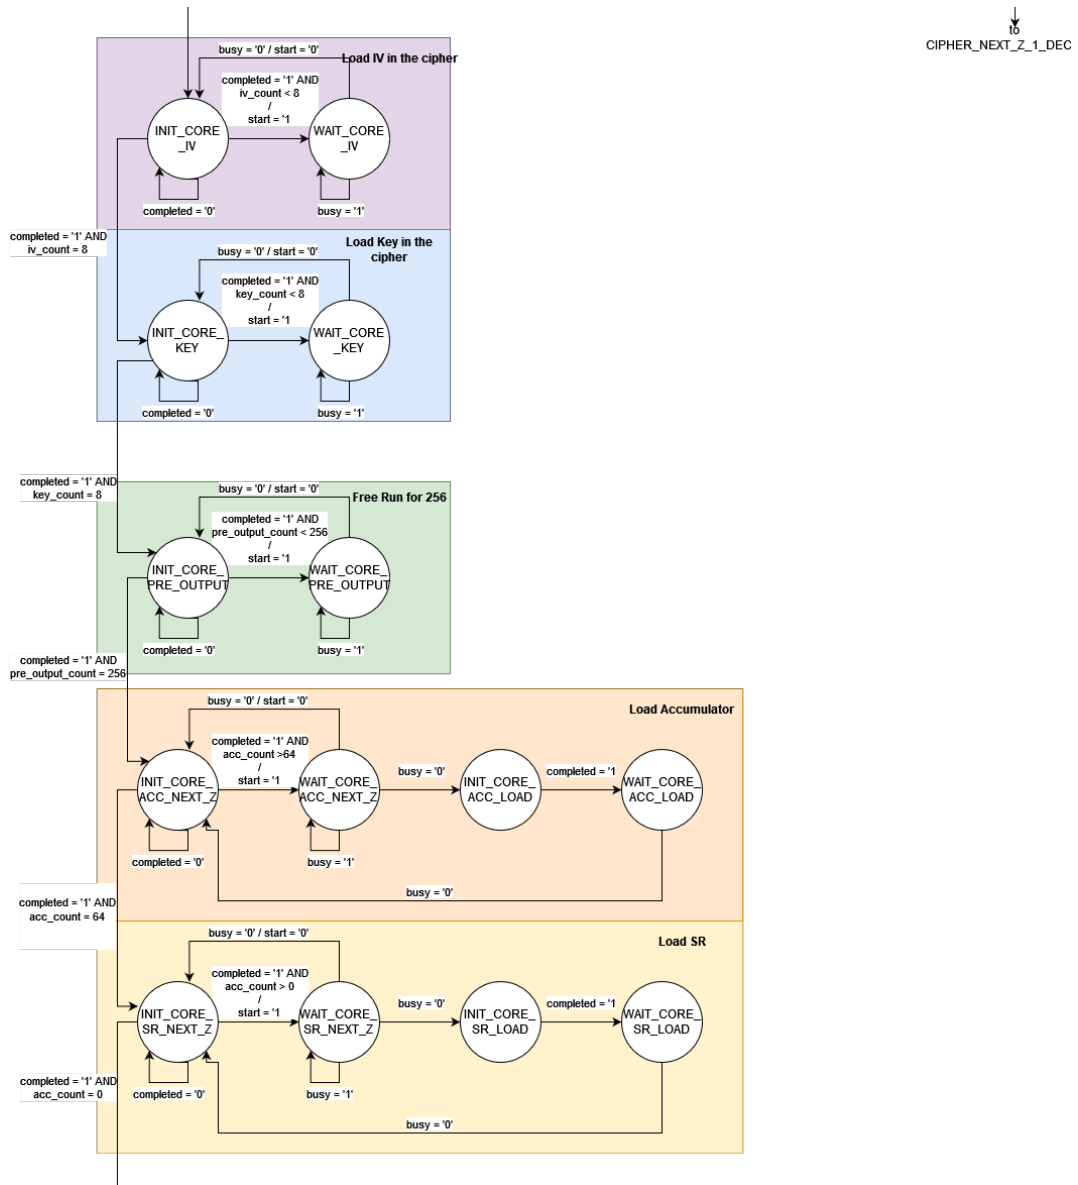 to
CIPHER_NEXT_Z_1_DEC
busy = '0' / start = '0'
Load IV in the cipher
completed = '1' AND
iv_count < 8
/
start = '1
INIT_CORE
_IV
WAIT_CORE
_IV
completed = '0'
busy = '1'
completed = '1' AND
iv_count = 8
Load Key in the
cipher
busy = '0' / start = '0'
completed = '1' AND
key_count < 8
/
start = '1
INIT_CORE_
KEY
WAIT_CORE
_KEY
completed = '0'
busy = '1'
completed = '1' AND
key_count = 8
busy = '0' / start = '0'
Free Run for 256
completed = '1' AND
pre_output_count < 256
/
start = '1
INIT_CORE_
PRE_OUTPUT
WAIT_CORE_
PRE_OUTPUT
completed = '0'
busy = '1'
completed = '1' AND
pre_output_count = 256
busy = '0' / start = '0'
Load Accumulator
completed = '1' AND
acc_count >64
/
start = '1
busy = '0'
completed = '1
INIT_CORE_
ACC_NEXT_Z
WAIT_CORE_
ACC_NEXT_Z
INIT_CORE_
ACC_LOAD
WAIT_CORE_
ACC_LOAD
completed = '0'
busy = '1'
busy = '0'
completed = '1' AND
acc_count = 64
busy = '0' / start = '0'
Load SR
completed = '1' AND
acc_count > 0
/
start = '1
busy = '0'
completed = '1
INIT_CORE_
SR_NEXT_Z
WAIT_CORE_
SR_NEXT_Z
INIT_CORE_
SR_LOAD
WAIT_CORE_
SR_LOAD
completed = '1' AND
acc_count = 0
completed = '0'
busy = '1'
busy = '0'